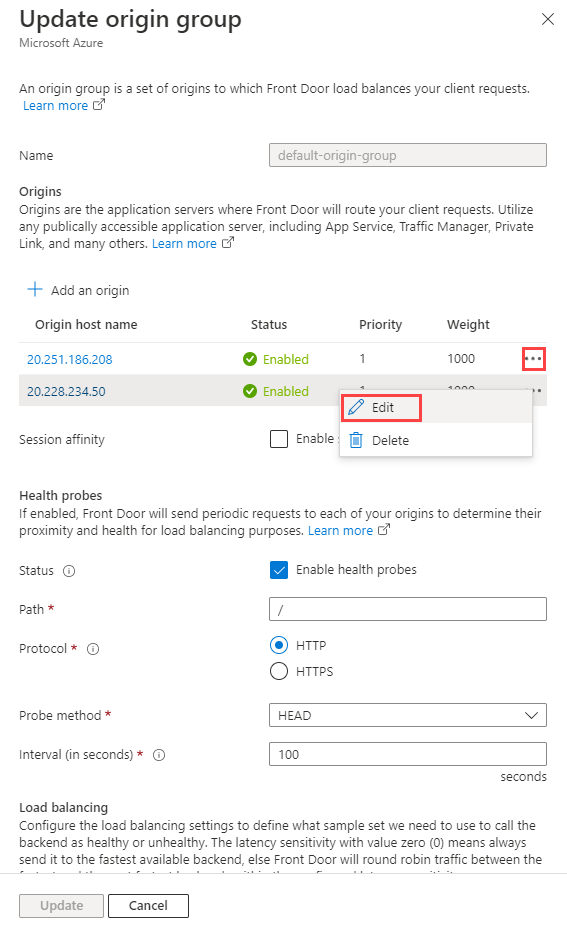 Update origin group
Microsoft Azure
An origin group is a set of origins to which Front Door load balances your client requests.
Learn more
Name default-origin-group
Origins
Origins are the application servers where Front Door will route your client requests. Utilize
any publically accessible application server, including App Service, Traffic Manager, Private
Link, and many others. Learn more
Add an origin
Origin host name Status Priority Weight
20.251.186.208 Enabled 1 1000
20.228.234.50 Enabled
Edit
Session affinity Enable
Delete
Health probes
If enabled, Front Door will send periodic requests to each of your origins to determine their
proximity and health for load balancing purposes. Learn more
Status Enable health probes
Path * /
Protocol * HTTP
HTTPS
Probe method * HEAD
Interval (in seconds) * 100
seconds
Load balancing
Configure the load balancing settings to define what sample set we need to use to call the
backend as healthy or unhealthy. The latency sensitivity with value zero (0) means always
send it to the fastest available backend, else Front Door will round robin traffic between the
Update Cancel